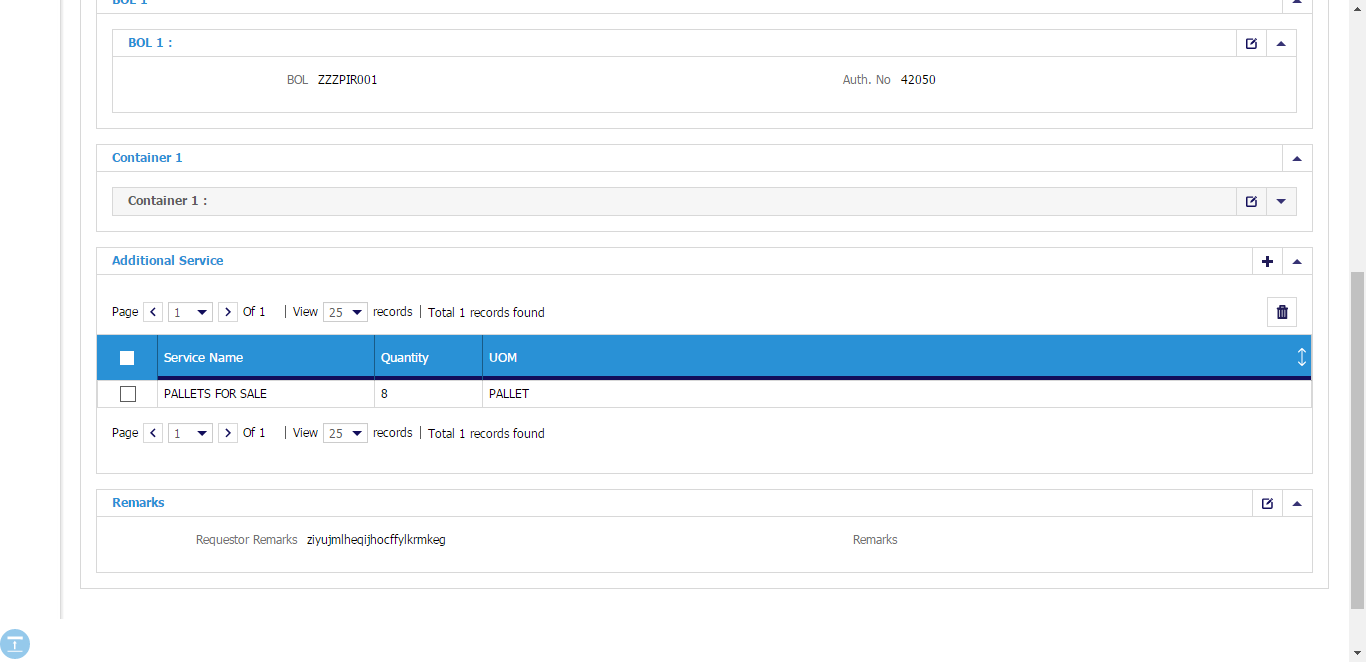 BOL 1
BOL 1 :
BOL ZZZPIR001 Auth. No 42050
Container 1
Container 1 :
Additional Service
Page 1 Of 1 | View 25 records | Total 1 records found
Service Name Quantity UOM
PALLETS FOR SALE 8 PALLET
Page 1 Of 1 | View 25 records | Total 1 records found
Remarks
Requestor Remarks ziyujmlheqijhocffylkrmkeg Remarks